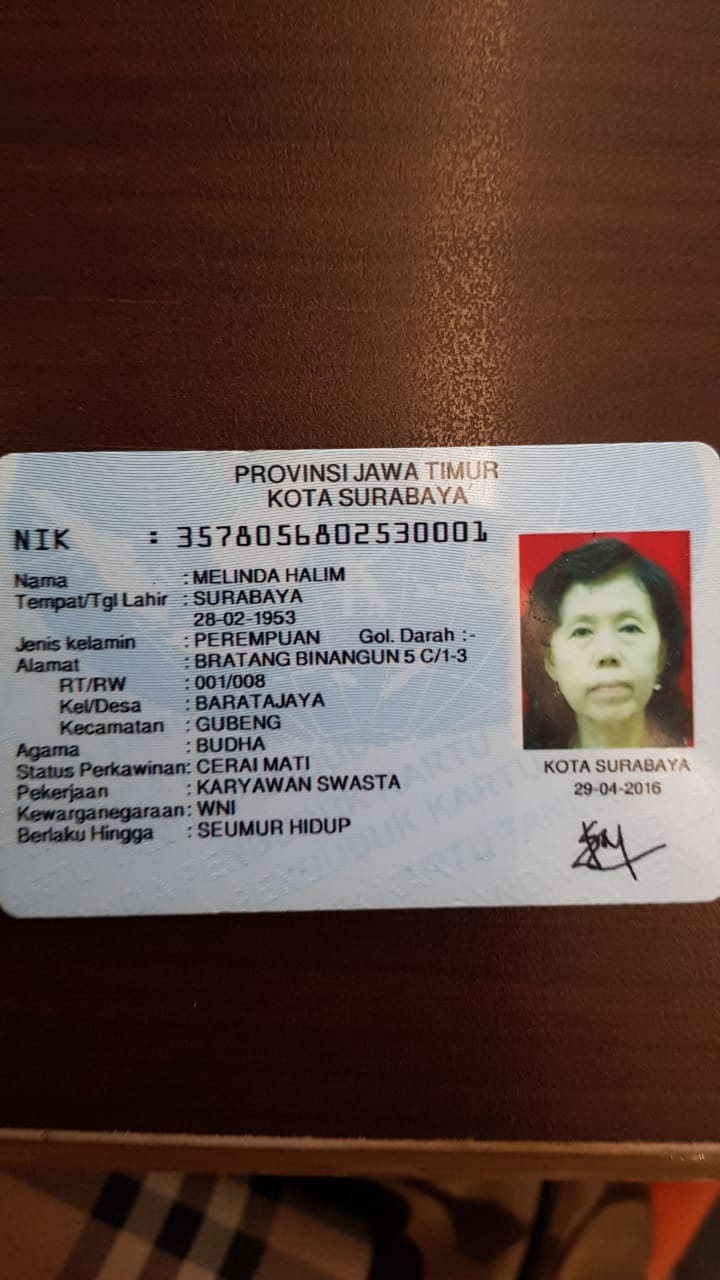 PROVINSI JAWA TIMUR
KOTA SURABAYA
NIK : 3578056802530001
Nama : MELINDA HALIM
Tempat/Tgl Lahir : SURABAYA
28-02-1953
Jenis kelamin : PEREMPUAN Gol. Darah :-
Alamat : BRATANG BINANGUN 5 C/1-3
RT/RW : 001/008
Kel/Desa : BARATAJAYA
Kecamatan : GUBENG
Agama : BUDHA
Status Perkawinan: CERAI MATI
Pekerjaan : KARYAWAN SWASTA
Kewarganegaraan: WNI
Berlaku Hingga : SEUMUR HIDUP
KOTA SURABAYA
29-04-2016